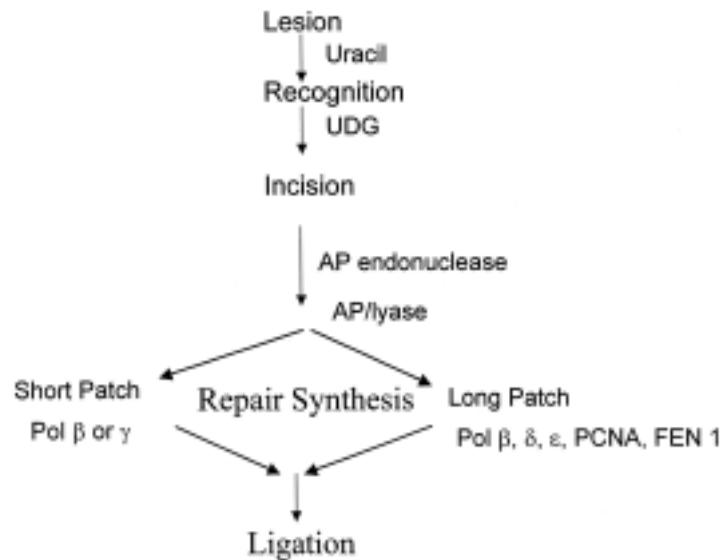 Lesion
Uracil
Recognition
UDG
Incision
AP endonuclease
AP/lyase
Short Patch
Pol β or γ
Repair Synthesis
Long Patch
Pol β, δ, ε, PCNA, FEN 1
Ligation